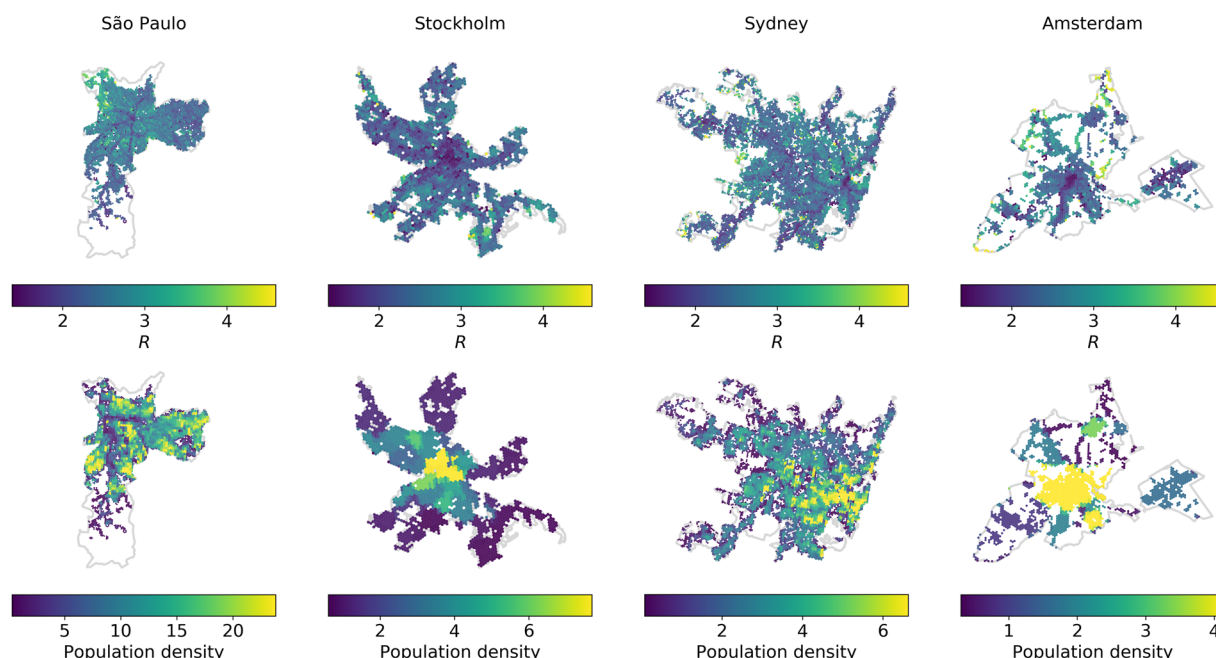 São Paulo Stockholm Sydney Amsterdam
2 3 4 2 3 4 2 3 4 2 3 4
R R R R
5 10 15 20 2 4 6 2 4 6 1 2 3 4
Population density Population density Population density Population density